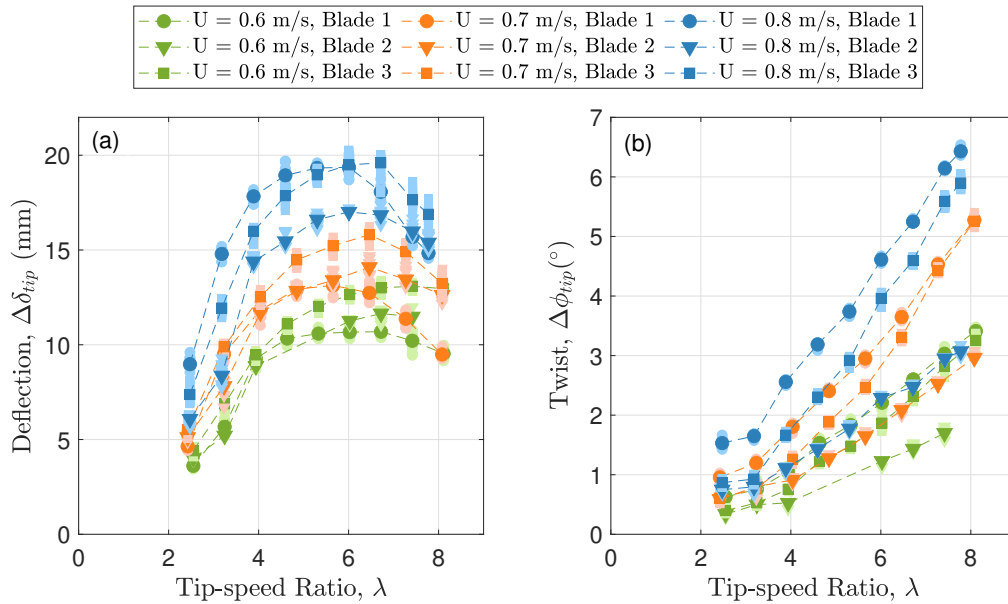 U = 0.6 m/s, Blade 1 U = 0.7 m/s, Blade 1 U = 0.8 m/s, Blade 1
U = 0.6 m/s, Blade 2 U = 0.7 m/s, Blade 2 U = 0.8 m/s, Blade 2
U = 0.6 m/s, Blade 3 U = 0.7 m/s, Blade 3 U = 0.8 m/s, Blade 3
(a)
Deflection, Δδ_tip (mm)
20
15
10
5
0
0 2 4 6 8
Tip-speed Ratio, λ
(b)
Twist, Δϕ_tip(°)
7
6
5
4
3
2
1
0
0 2 4 6 8
Tip-speed Ratio, λ